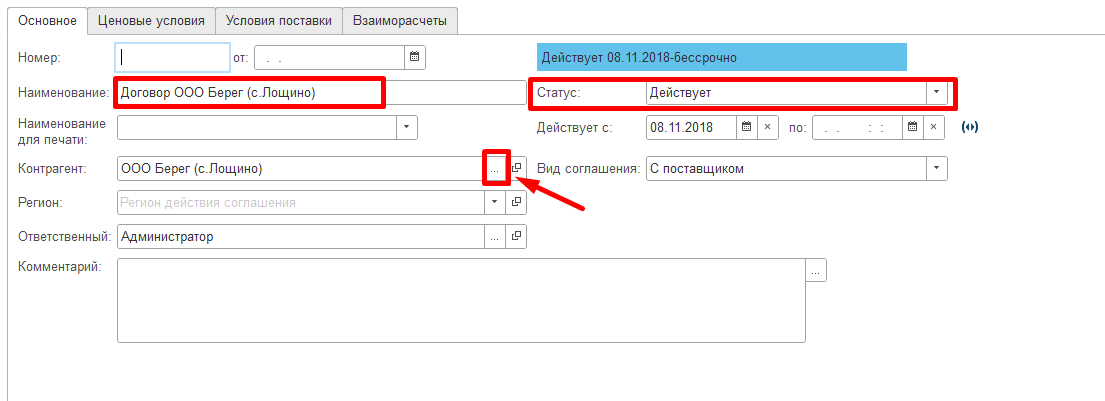 Основное Ценовые условия Условия поставки Взаиморасчеты
Номер: от: . . Действует 08.11.2018-бессрочно
Наименование: Договор ООО Берег (с.Лощино) Статус: Действует
Наименование для печати: Действует с: 08.11.2018 × по: . . : : ×
Контрагент: ООО Берег (с.Лощино) ... Вид соглашения: С поставщиком
Регион: Регион действия соглашения
Ответственный: Администратор ...
Комментарий: ...